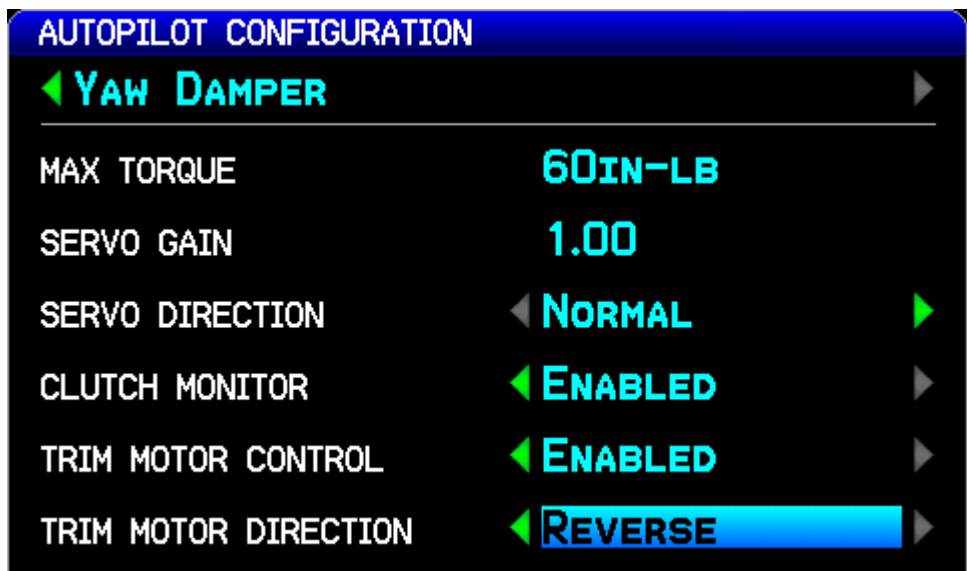 AUTOPILOT CONFIGURATION
YAW DAMPER
MAX TORQUE 60IN-LB
SERVO GAIN 1.00
SERVO DIRECTION NORMAL
CLUTCH MONITOR ENABLED
TRIM MOTOR CONTROL ENABLED
TRIM MOTOR DIRECTION REVERSE